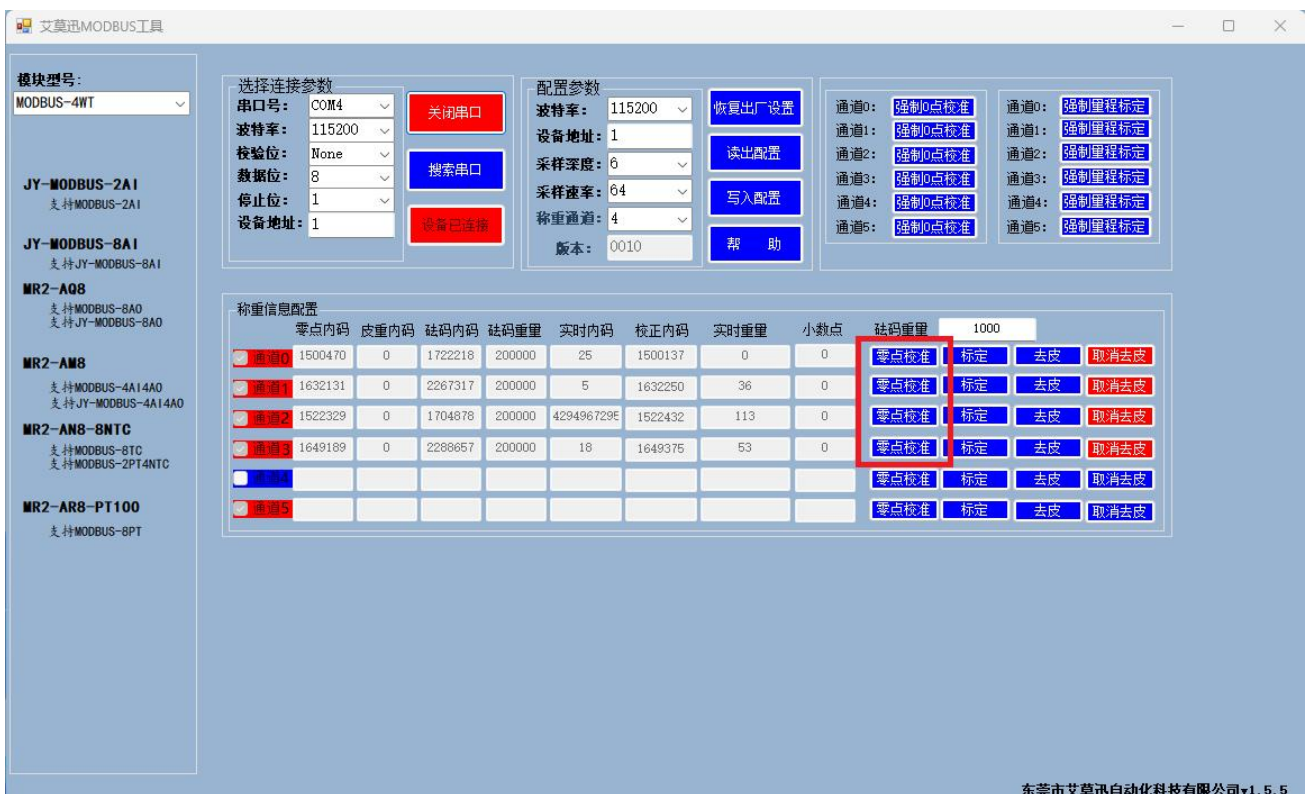 艾莫迅MODBUS工具
模块型号:
MODBUS-4WT
JY-MODBUS-2AI
支持MODBUS-2AI
JY-MODBUS-8AI
支持JY-MODBUS-8AI
MR2-AQ8
支持MODBUS-8AO
支持JY-MODBUS-8AO
MR2-AM8
支持MODBUS-4AI4AO
支持JY-MODBUS-4AI4AO
MR2-AN8-8NTC
支持MODBUS-8TC
支持MODBUS-2PT4NTC
MR2-AR8-PT100
支持MODBUS-8PT
选择连接参数
串口号: COM4
波特率: 115200
校验位: None
数据位: 8
停止位: 1
设备地址: 1
关闭串口
搜索串口
设备已连接
配置参数
波特率: 115200
设备地址: 1
采样深度: 6
采样速率: 64
称重通道: 4
版本: 0010
恢复出厂设置
读出配置
写入配置
帮 助
通道0: 强制0点校准
通道1: 强制0点校准
通道2: 强制0点校准
通道3: 强制0点校准
通道4: 强制0点校准
通道5: 强制0点校准
通道0: 强制里程标定
通道1: 强制里程标定
通道2: 强制里程标定
通道3: 强制里程标定
通道4: 强制里程标定
通道5: 强制里程标定
称重信息配置
零点内码 皮重内码 砝码内码 砝码重量 实时内码 校正内码 实时重量 小数点 砝码重量 1000
通道0 1500470 0 1722218 200000 25 1500137 0 0 零点校准 标定 去皮 取消去皮
通道1 1632131 0 2267317 200000 5 1632250 36 0 零点校准 标定 去皮 取消去皮
通道2 1522329 0 1704878 200000 429496729 1522432 113 0 零点校准 标定 去皮 取消去皮
通道3 1649189 0 2288657 200000 18 1649375 53 0 零点校准 标定 去皮 取消去皮
通道4 零点校准 标定 去皮 取消去皮
通道5 零点校准 标定 去皮 取消去皮
东莞市艾莫迅自动化科技有限公司v1.5.5